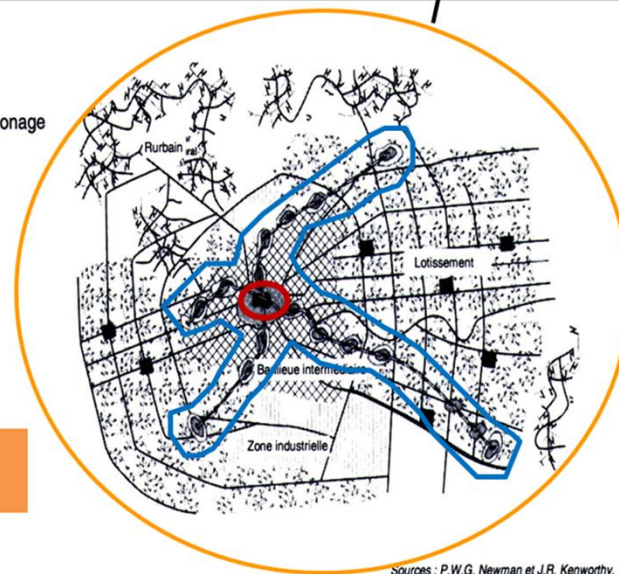 onage
Rurbain
Lotissement
Banlieue intermédiaire
Zone industrielle
Sources : P.W.G. Newman et J.R. Kenworthy.